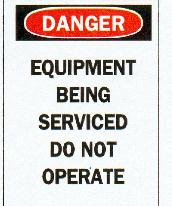 DANGER
EQUIPMENT
BEING
SERVICED
DO NOT
OPERATE